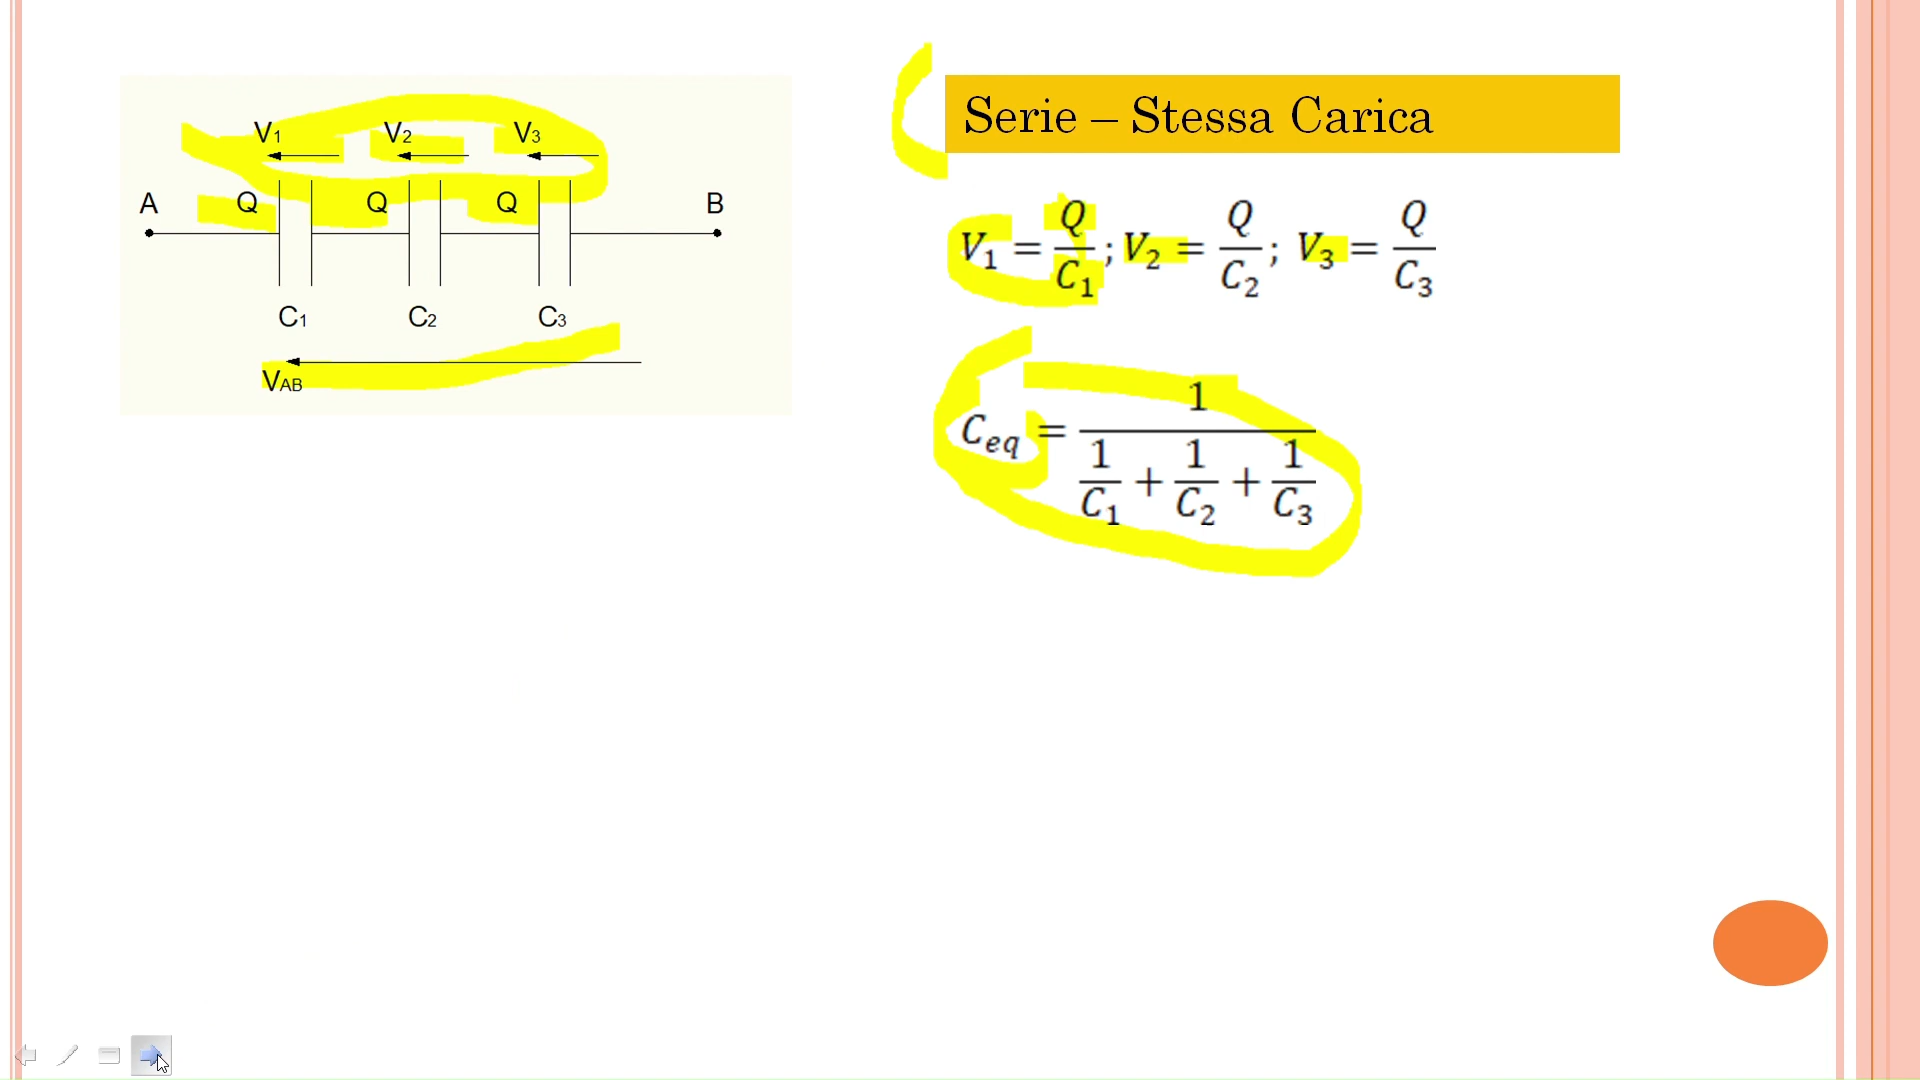 V1 V2 V3
A Q Q Q B
C1 C2 C3
VAB
Serie – Stessa Carica
V₁ = Q/C₁ ; V₂ = Q/C₂ ; V₃ = Q/C₃
C_eq = 1/(1/C₁ + 1/C₂ + 1/C₃)